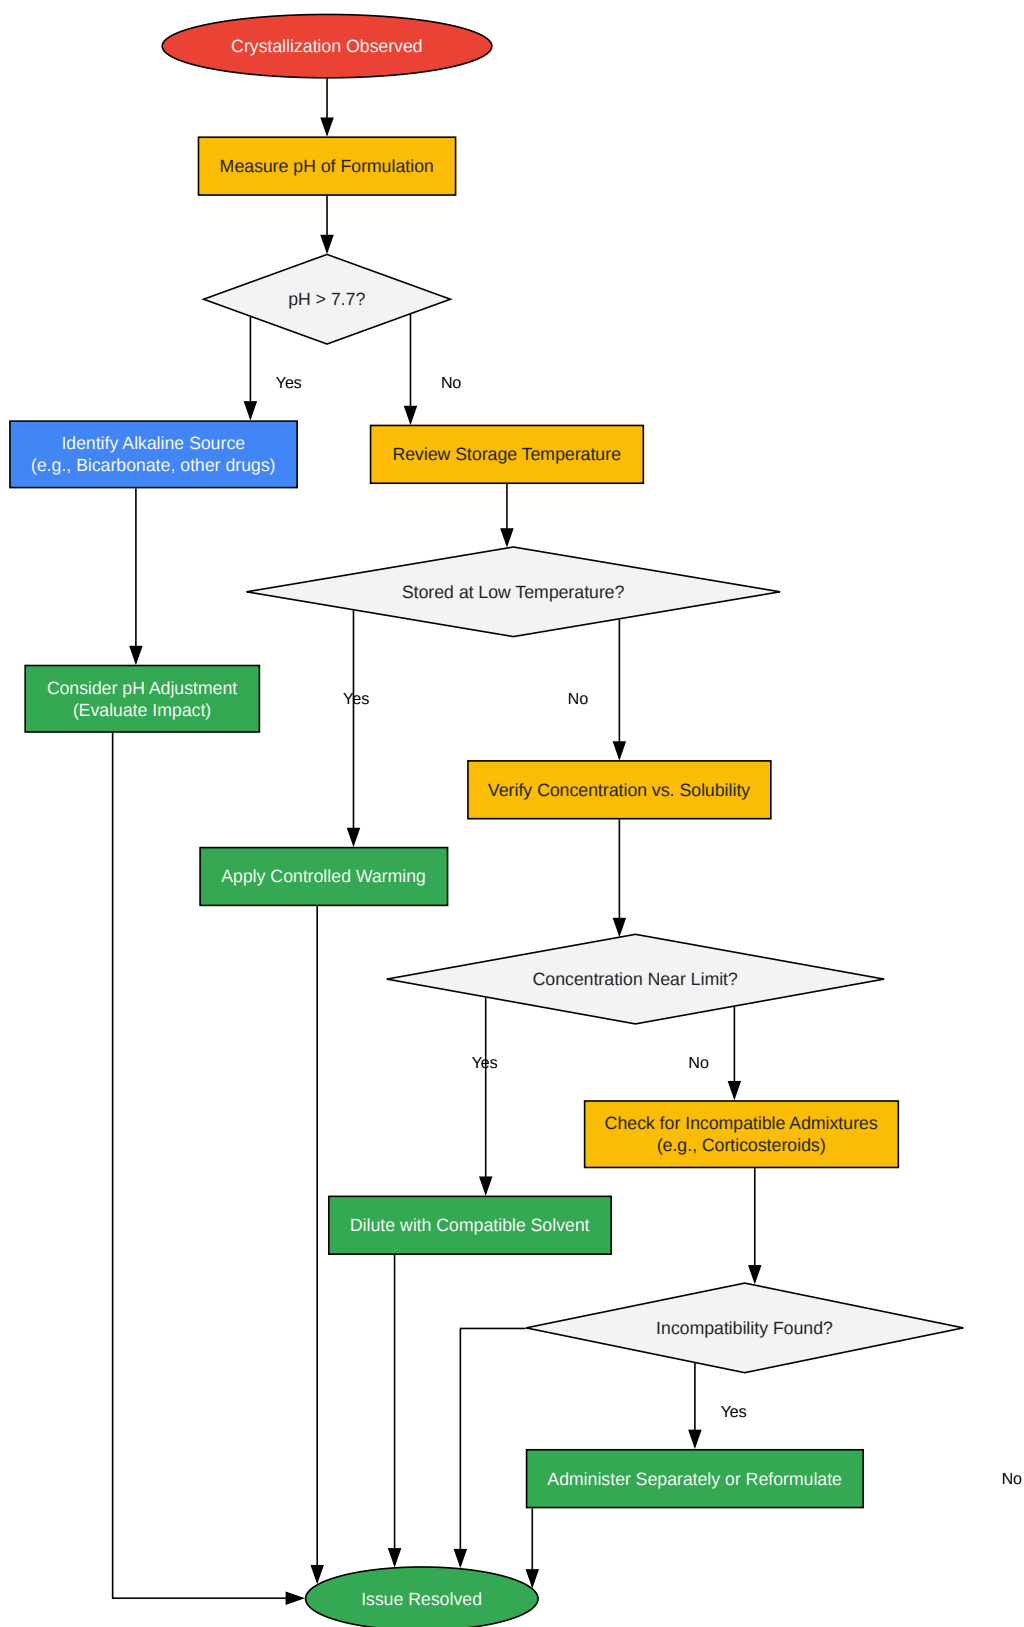 Crystallization Observed
Measure pH of Formulation
pH > 7.7?
Yes
No
Identify Alkaline Source
(e.g., Bicarbonate, other drugs)
Review Storage Temperature
Stored at Low Temperature?
Consider pH Adjustment
(Evaluate Impact)
Yes
No
Verify Concentration vs. Solubility
Apply Controlled Warming
Concentration Near Limit?
Yes
No
Check for Incompatible Admixtures
(e.g., Corticosteroids)
Dilute with Compatible Solvent
Incompatibility Found?
Yes
Administer Separately or Reformulate
No
Issue Resolved